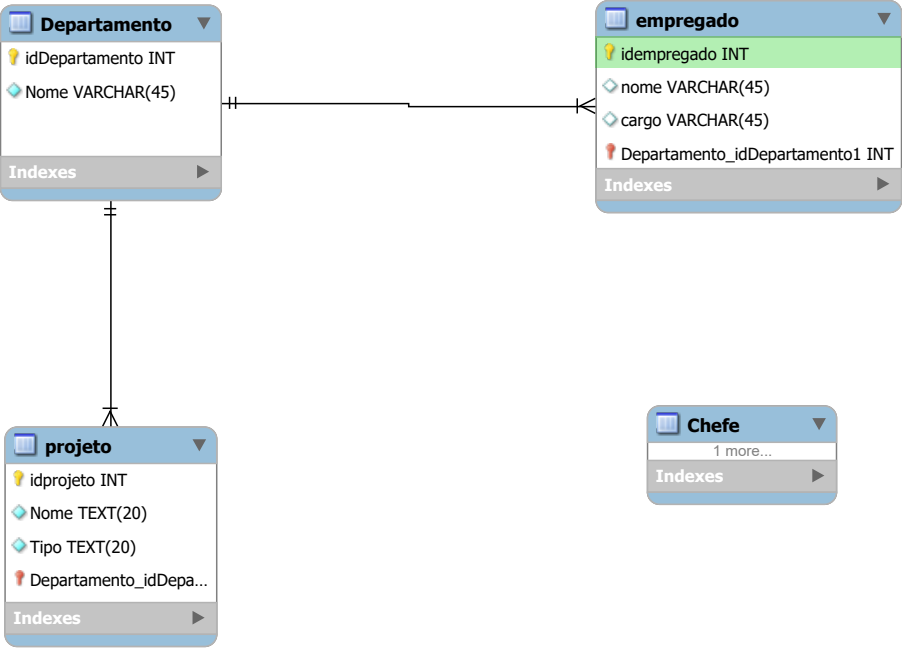 Departamento
idDepartamento INT
Nome VARCHAR(45)
Indexes
empregado
idempregado INT
nome VARCHAR(45)
cargo VARCHAR(45)
Departamento_idDepartamento1 INT
Indexes
projeto
idprojeto INT
Nome TEXT(20)
Tipo TEXT(20)
Departamento_idDepa...
Indexes
Chefe
1 more...
Indexes